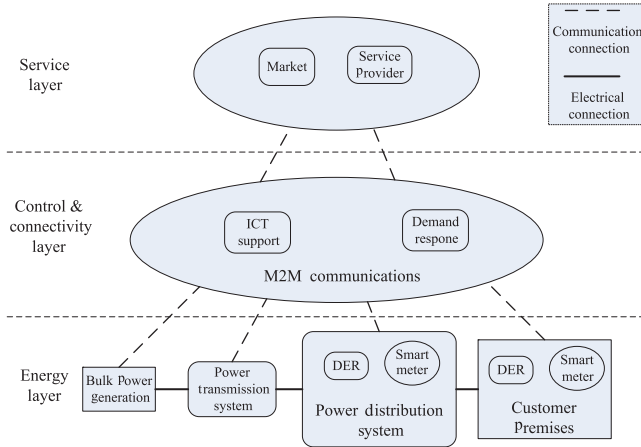 Service
layer
Market
Service
Provider
Communication
connection
Electrical
connection
Control &
connectivity
layer
ICT
support
Demand
respone
M2M communications
Energy
layer
Bulk Power
generation
Power
transmission
system
DER
Smart
meter
Power distribution
system
DER
Smart
meter
Customer
Premises